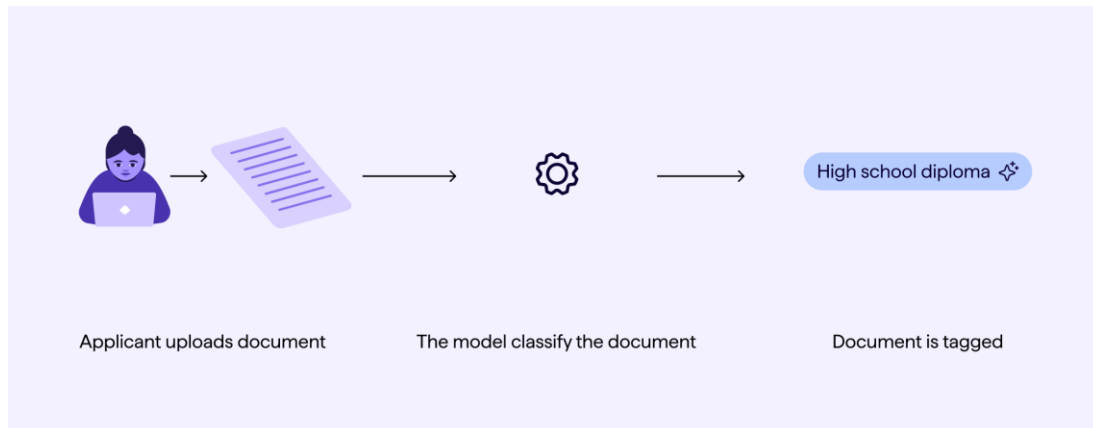 High school diploma
Applicant uploads document
The model classify the document
Document is tagged